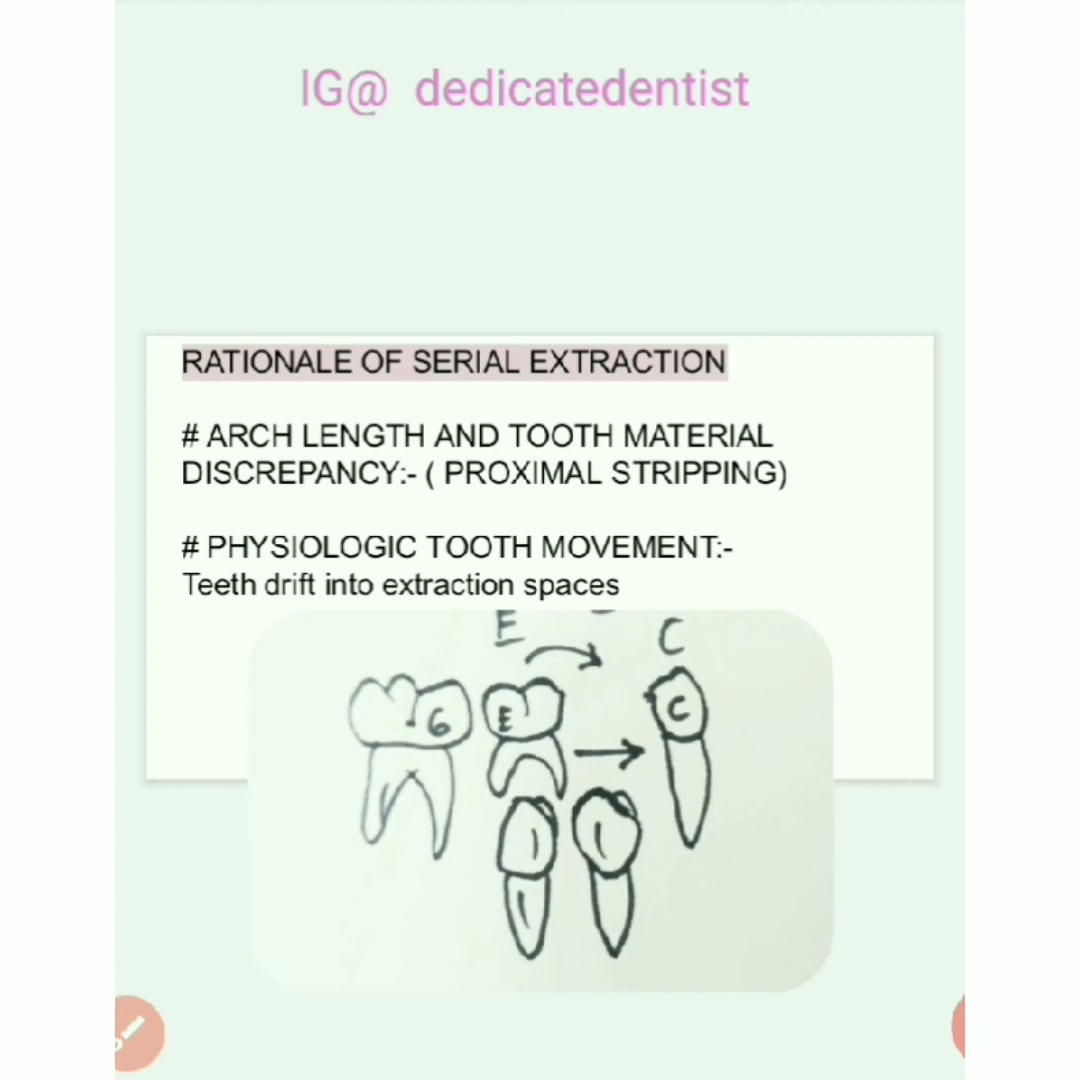 IG@ dedicatedentist
RATIONALE OF SERIAL EXTRACTION
# ARCH LENGTH AND TOOTH MATERIAL
DISCREPANCY:- ( PROXIMAL STRIPPING)
# PHYSIOLOGIC TOOTH MOVEMENT:-
Teeth drift into extraction spaces
E C
6 E C